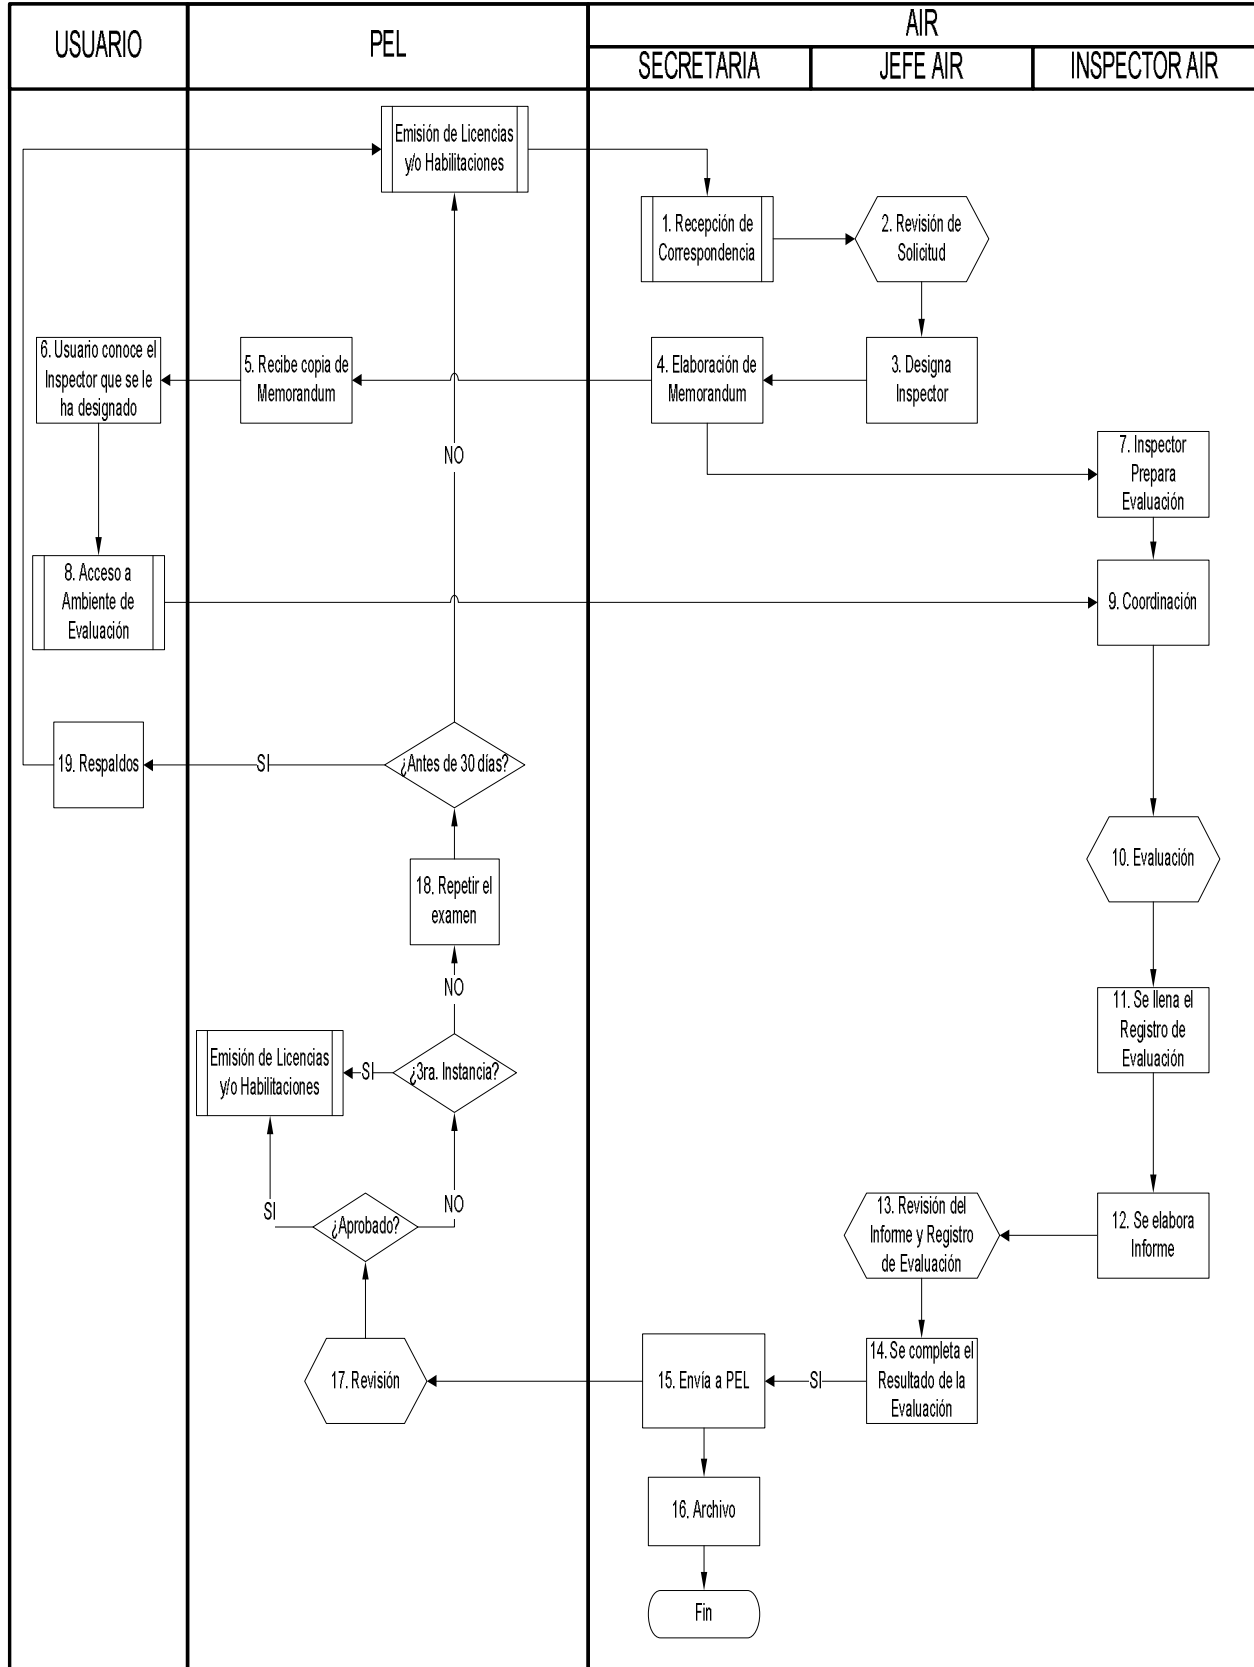 USUARIO
PEL
AIR
SECRETARIA
JEFE AIR
INSPECTOR AIR
Emisión de Licencias
y/o Habilitaciones
1. Recepción de
Correspondencia
2. Revisión de
Solicitud
3. Designa
Inspector
4. Elaboración de
Memorandum
5. Recibe copia de
Memorandum
6. Usuario conoce el
Inspector que se le
ha designado
7. Inspector
Prepara
Evaluación
NO
8. Acceso a
Ambiente de
Evaluación
9. Coordinación
19. Respaldos
SI
¿Antes de 30 días?
10. Evaluación
18. Repetir el
examen
NO
11. Se llena el
Registro de
Evaluación
Emisión de Licencias
y/o Habilitaciones
SI
¿3ra. Instancia?
SI
¿Aprobado?
NO
12. Se elabora
Informe
13. Revisión del
Informe y Registro
de Evaluación
14. Se completa el
Resultado de la
Evaluación
SI
15. Envía a PEL
17. Revisión
16. Archivo
Fin